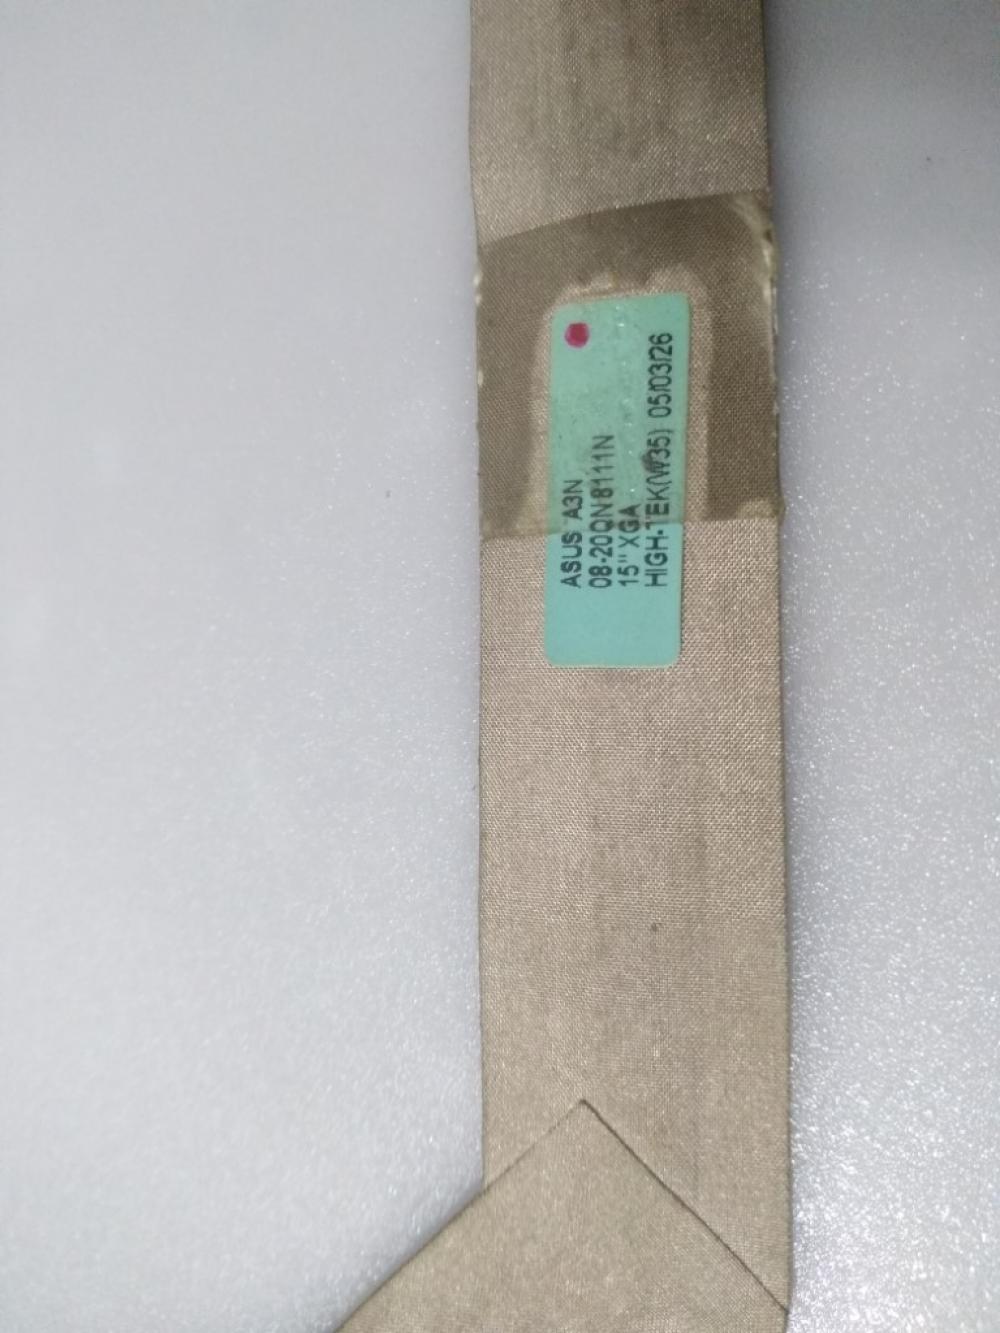 ASUS A3N
08-20QN8111N
15" XGA
HIGH-TEK(W35) 05/03/26